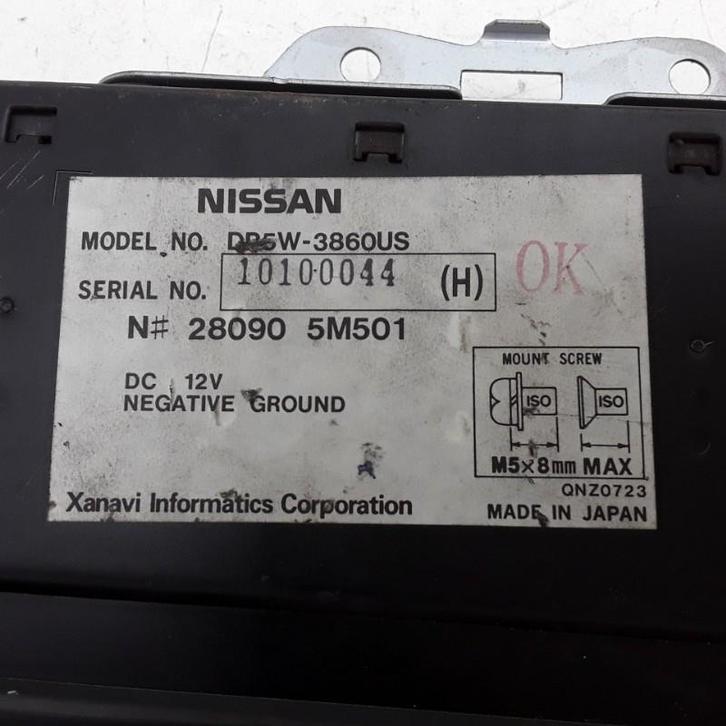 NISSAN
MODEL NO. DP5W-3860US
SERIAL NO. 10100044 (H)
OK
N# 28090 5M501
DC 12V
NEGATIVE GROUND
MOUNT SCREW
ISO ISO
M5×8mm MAX
QNZ0723
Xanavi Informatics Corporation
MADE IN JAPAN